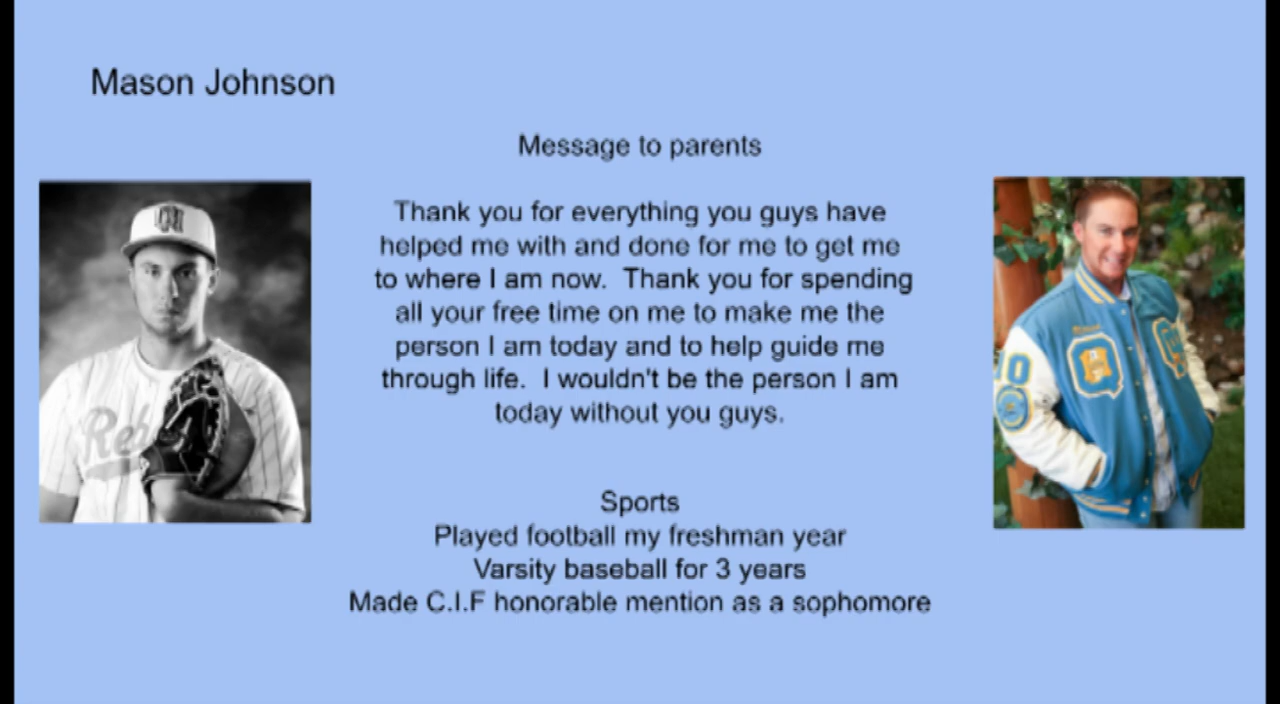 Mason Johnson
Message to parents
Thank you for everything you guys have
helped me with and done for me to get me
to where I am now.  Thank you for spending
all your free time on me to make me the
person I am today and to help guide me
through life.  I wouldn't be the person I am
today without you guys.
Sports
Played football my freshman year
Varsity baseball for 3 years
Made C.I.F honorable mention as a sophomore